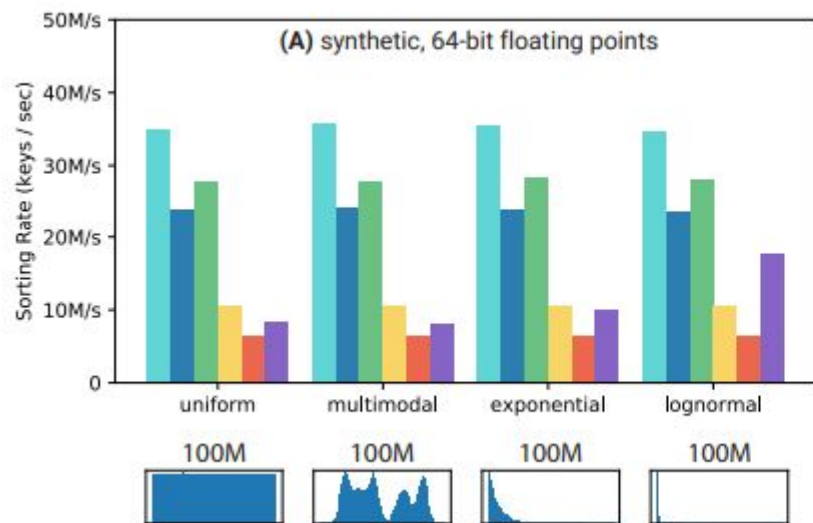 50M/s
(A) synthetic, 64-bit floating points
40M/s
30M/s
20M/s
10M/s
0
Sorting Rate (keys / sec)
uniform multimodal exponential lognormal
100M 100M 100M 100M